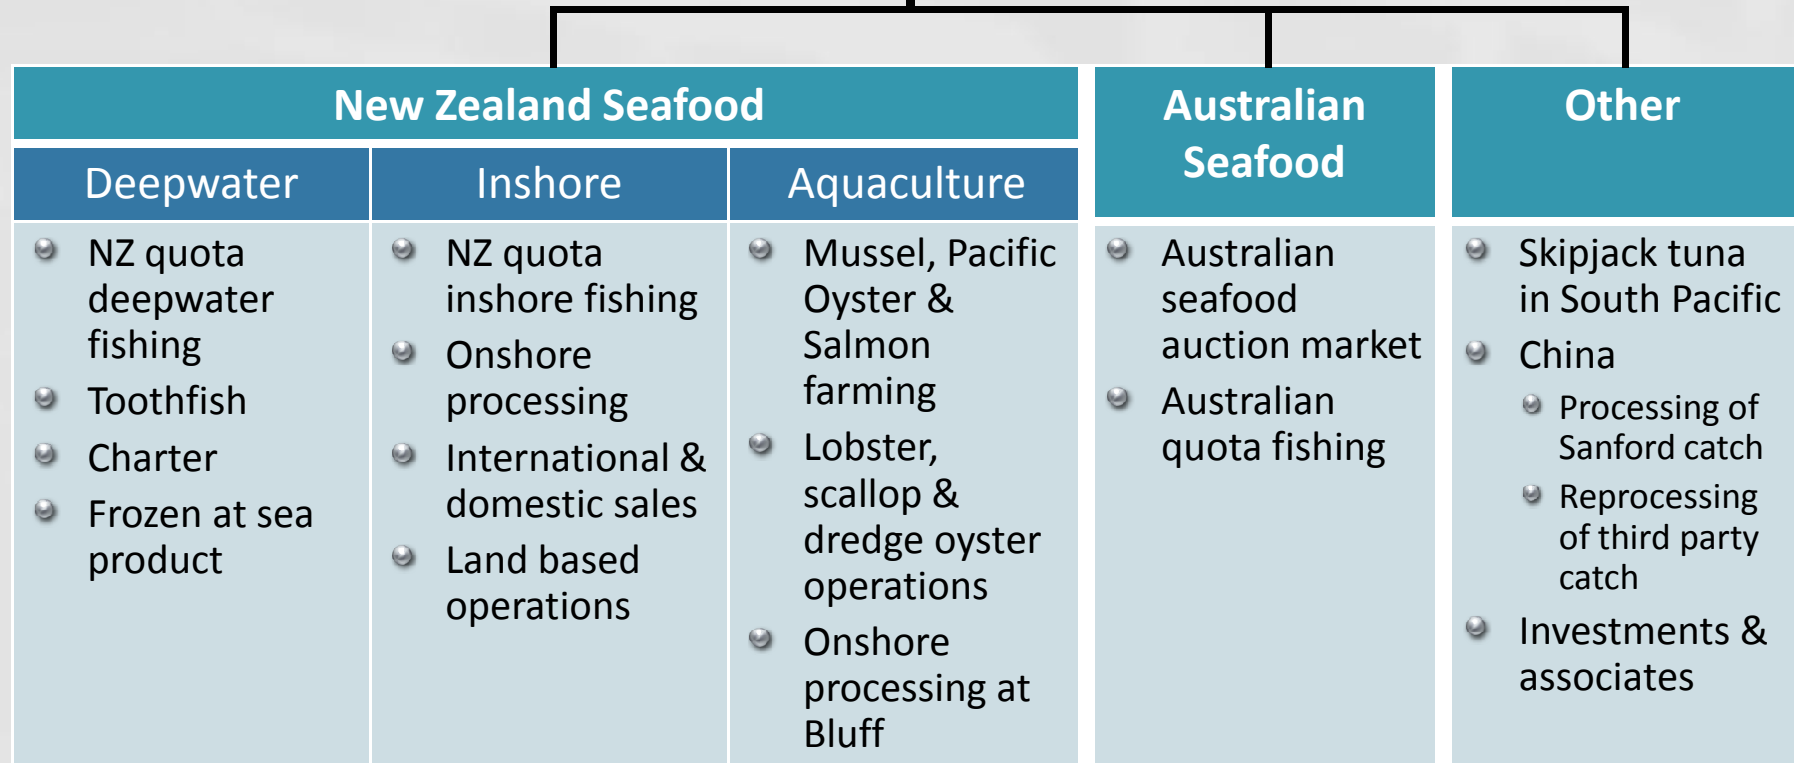 New Zealand Seafood
Australian
Seafood
Other
Deepwater
Inshore
Aquaculture
NZ quota
deepwater
fishing
Toothfish
Charter
Frozen at sea
product
NZ quota
inshore fishing
Onshore
processing
International &
domestic sales
Land based
operations
Mussel, Pacific
Oyster &
Salmon
farming
Lobster,
scallop &
dredge oyster
operations
Onshore
processing at
Bluff
Australian
seafood
auction market
Australian
quota fishing
Skipjack tuna
in South Pacific
China
Processing of
Sanford catch
Reprocessing
of third party
catch
Investments &
associates